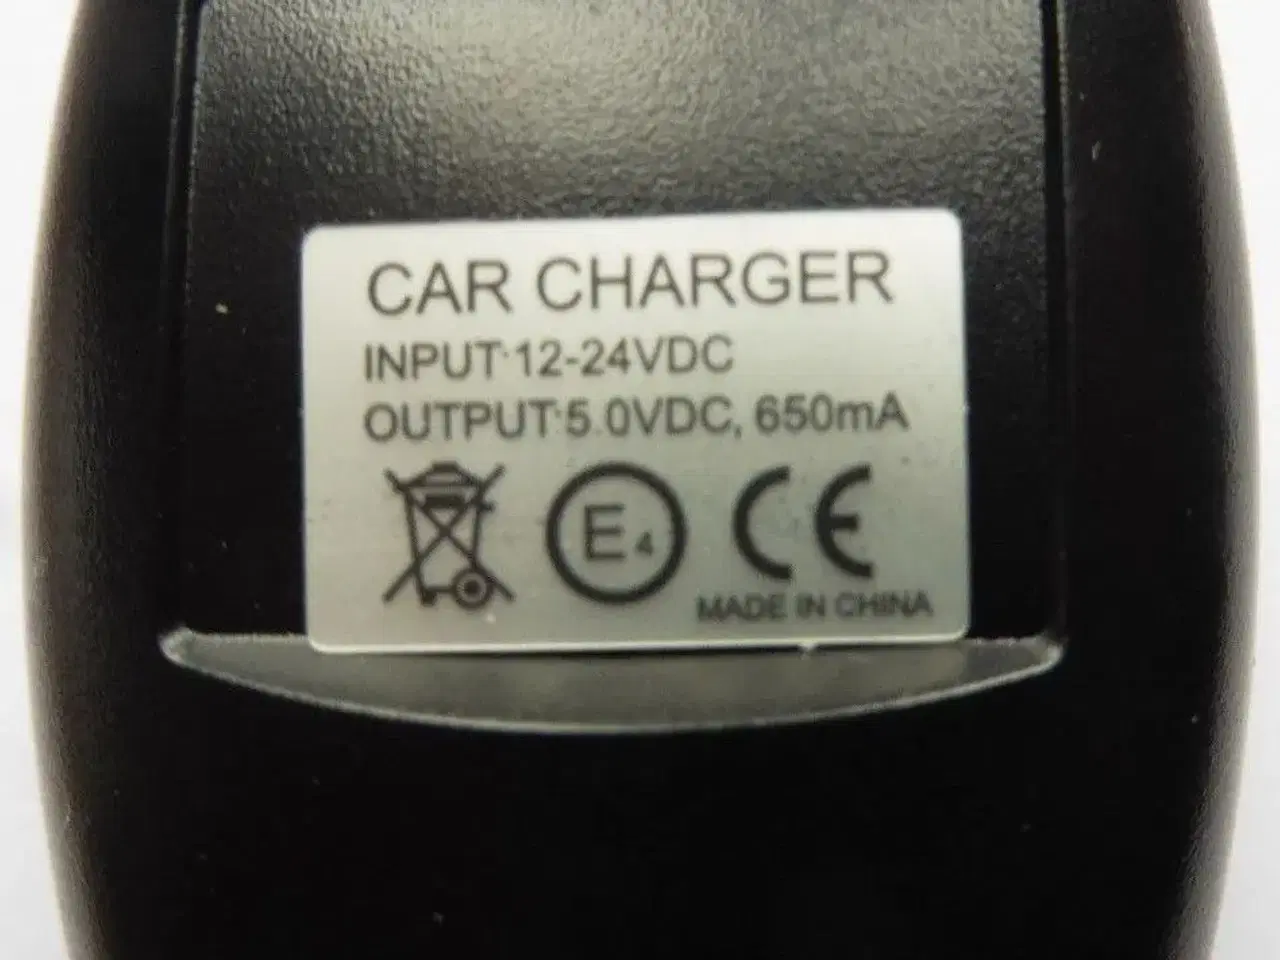 CAR CHARGER
INPUT:12-24VDC
OUTPUT:5.0VDC, 650mA
E4 CE
MADE IN CHINA